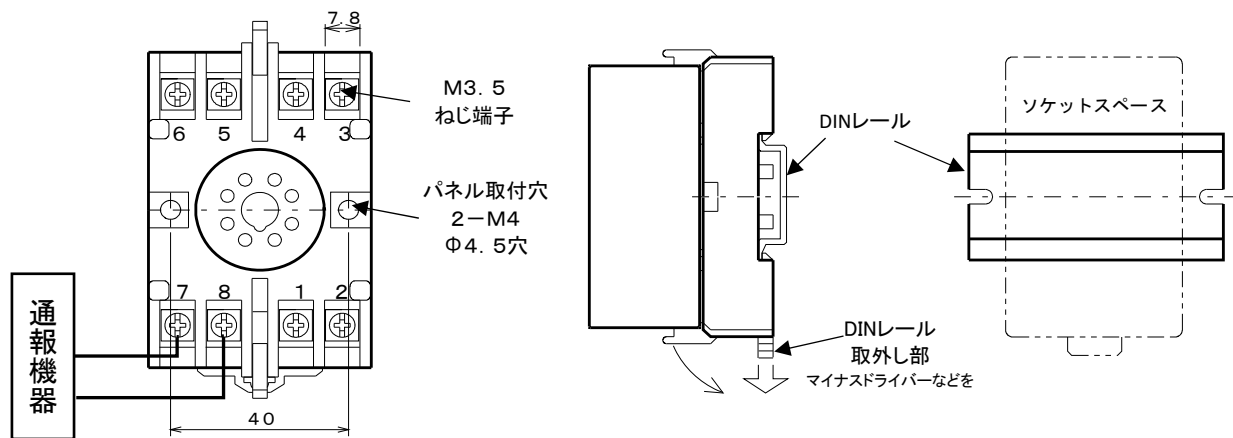 7.8
M3.5
ねじ端子
6 5 4 3
パネル取付穴
2－M4
Φ4.5穴
7 8 1 2
通報機器
40
DINレール
ソケットスペース
DINレール
取外し部
マイナスドライバーなどを